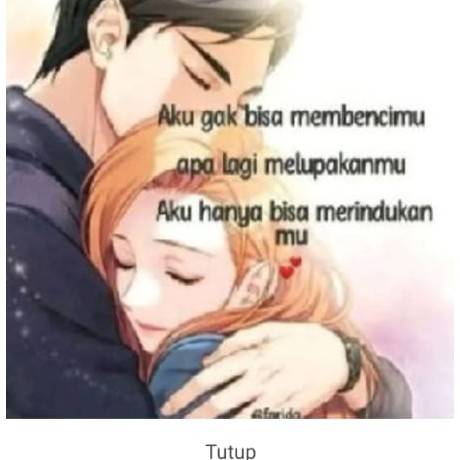 Aku gak bisa membencimu
apa lagi melupakanmu
Aku hanya bisa merindukan
mu
Tutup